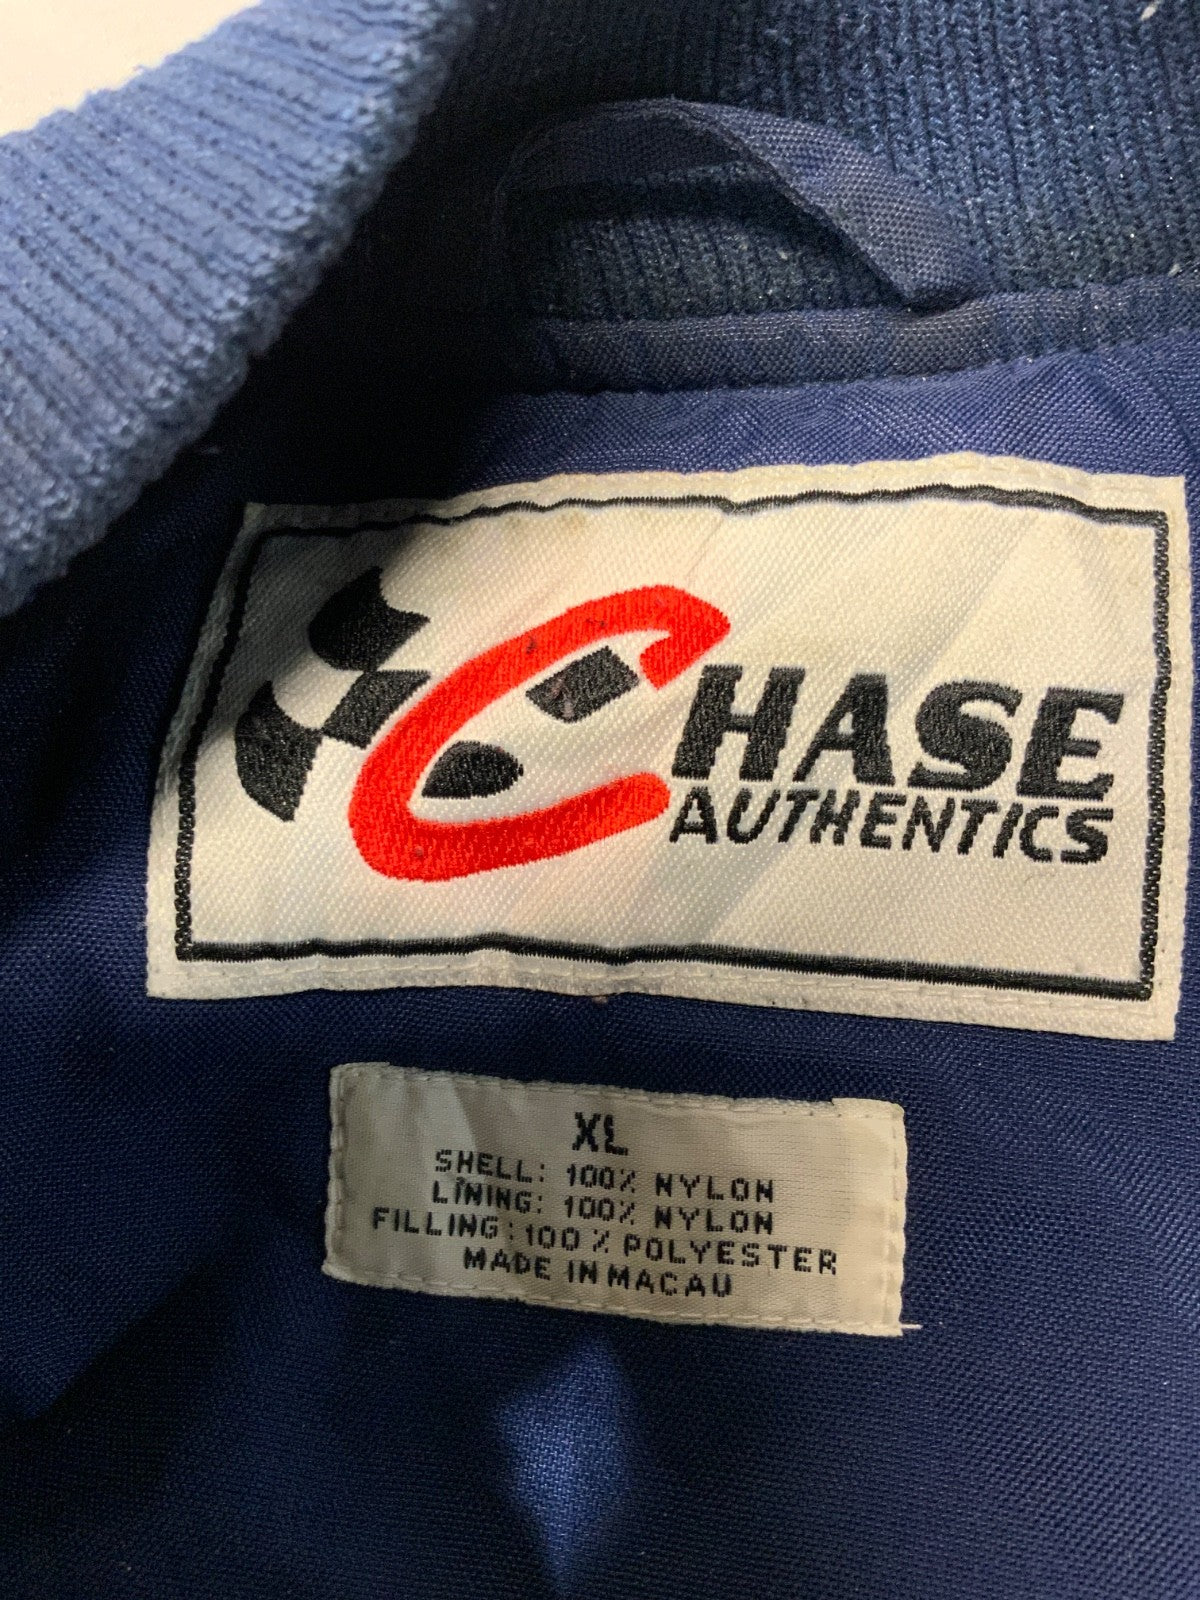 CHASE
AUTHENTICS
XL
SHELL: 100% NYLON
LINING: 100% NYLON
FILLING: 100% POLYESTER
MADE IN MACAU